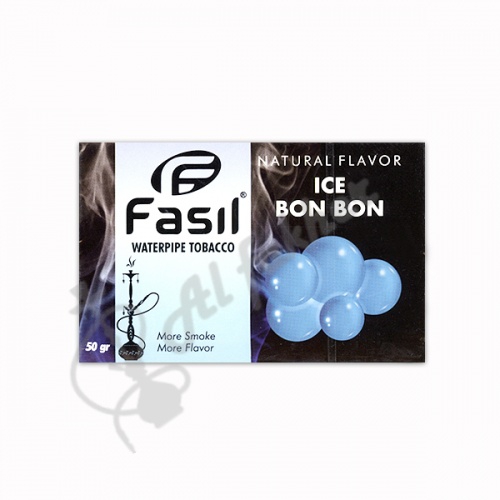 Fasil®
WATERPIPE TOBACCO
50 gr
More Smoke
More Flavor
NATURAL FLAVOR
ICE
BON BON